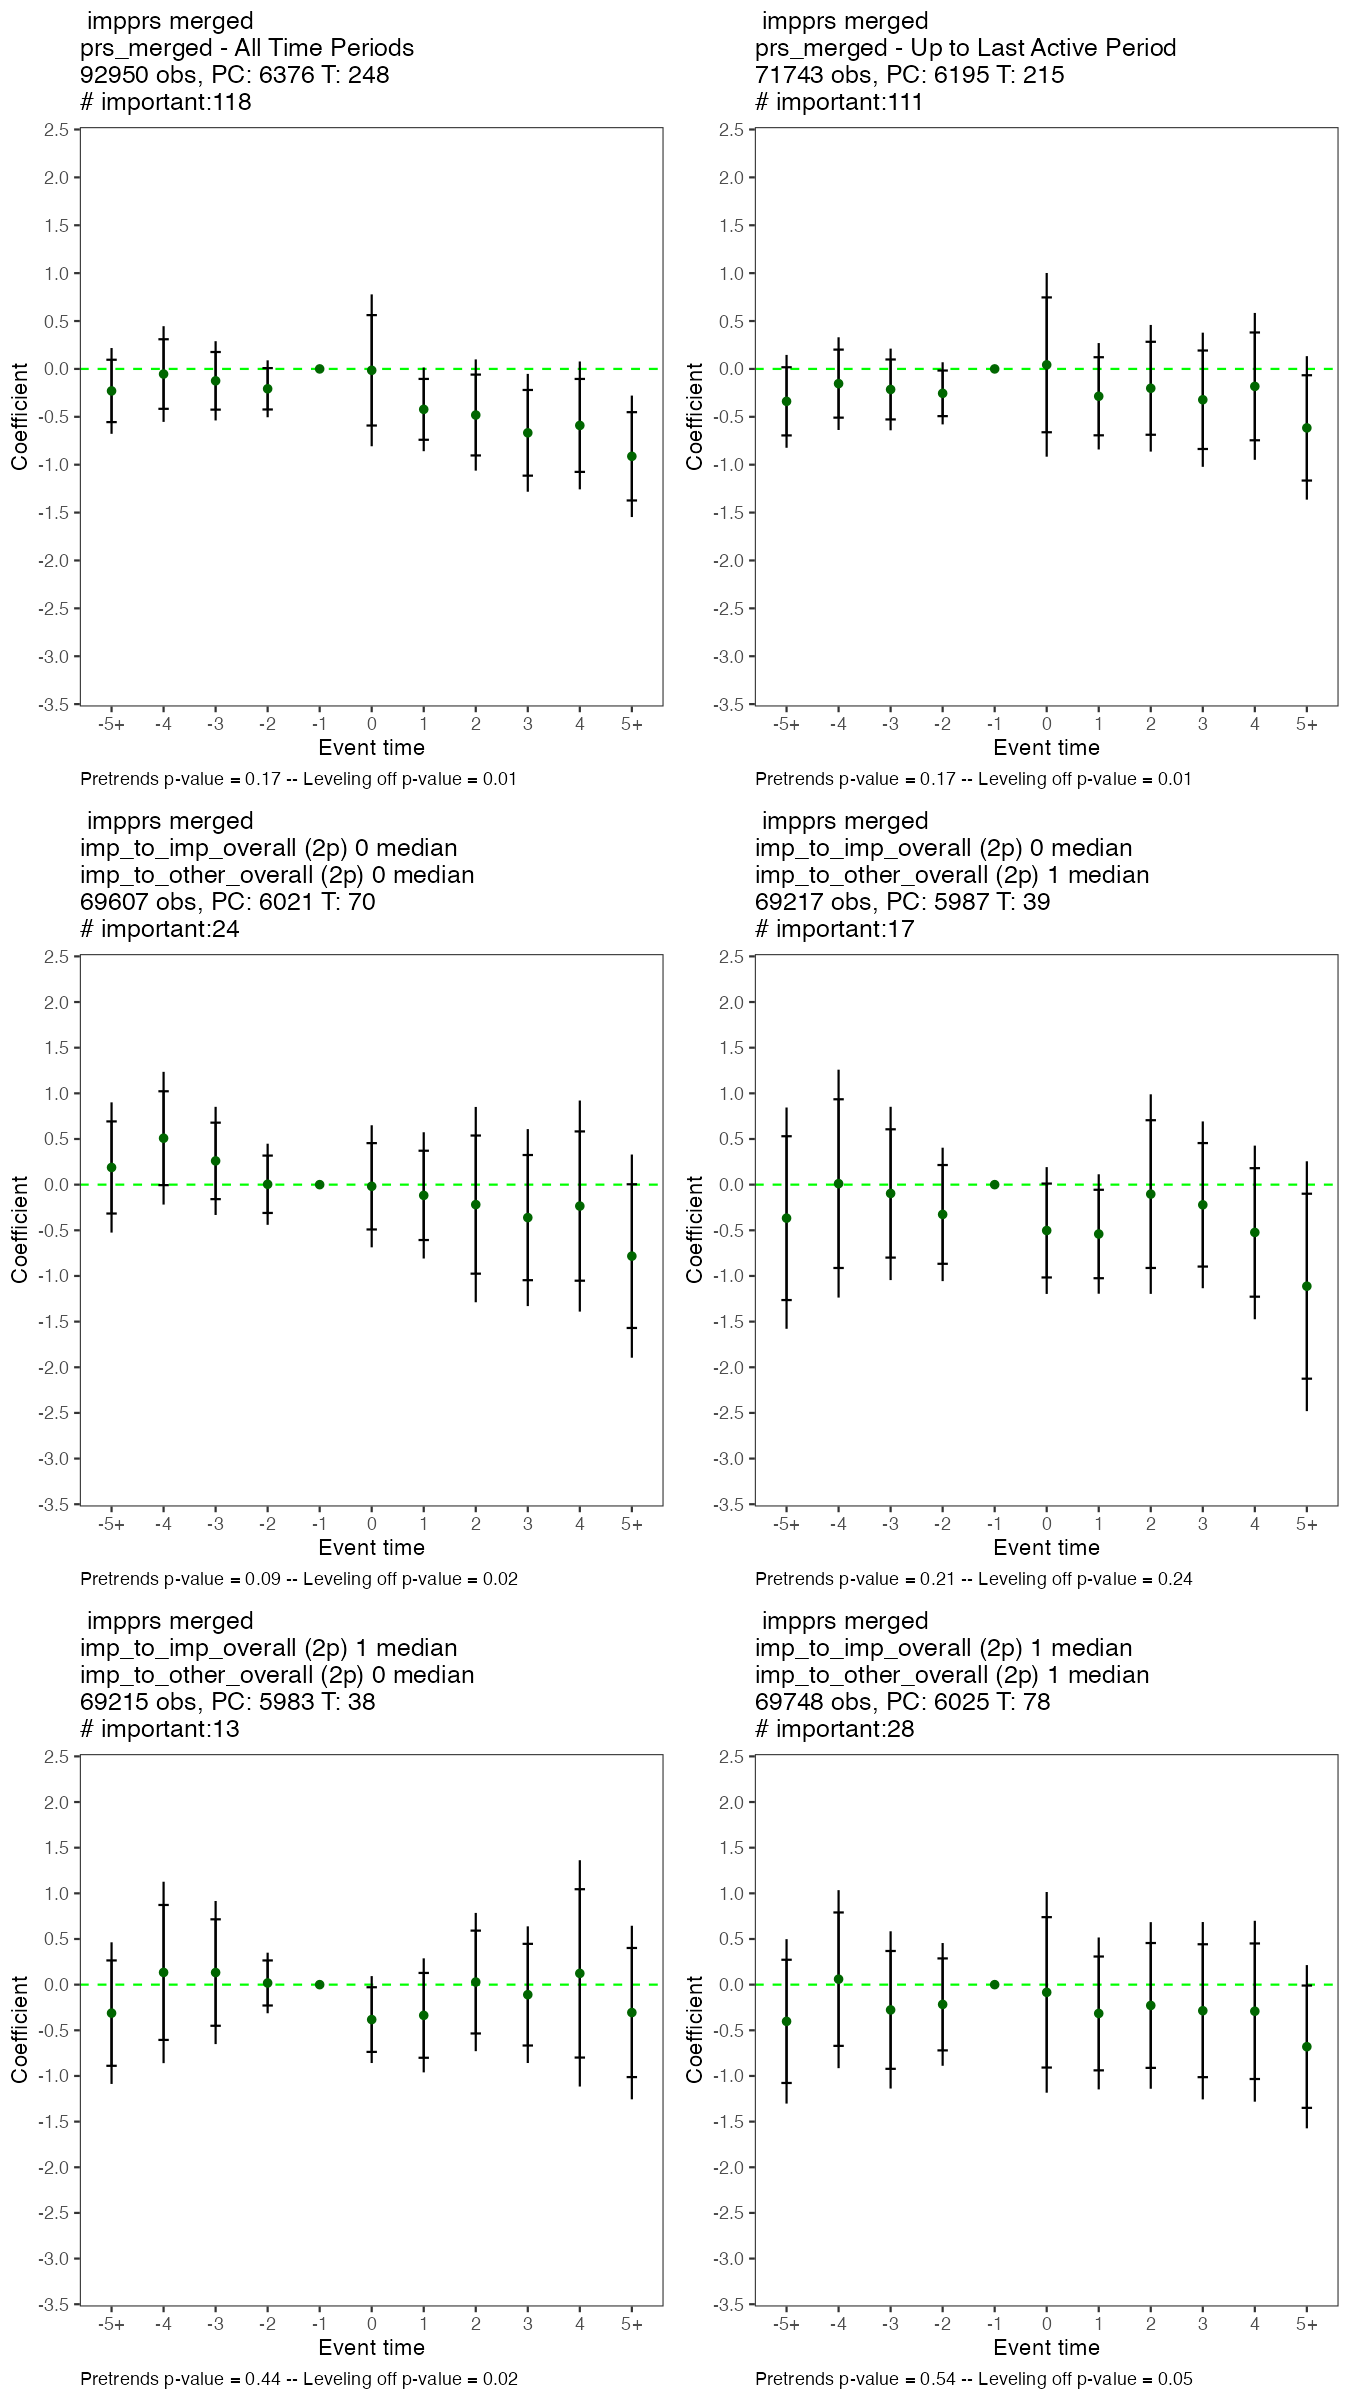 impprs merged
prs_merged - All Time Periods
92950 obs, PC: 6376 T: 248
# important:118
2.5
2.0
1.5
1.0
0.5
0.0
-0.5
-1.0
-1.5
-2.0
-2.5
-3.0
-3.5
Coefficient
-5+ -4 -3 -2 -1 0 1 2 3 4 5+
Event time
Pretrends p-value = 0.17 -- Leveling off p-value = 0.01
impprs merged
prs_merged - Up to Last Active Period
71743 obs, PC: 6195 T: 215
# important:111
2.5
2.0
1.5
1.0
0.5
0.0
-0.5
-1.0
-1.5
-2.0
-2.5
-3.0
-3.5
Coefficient
-5+ -4 -3 -2 -1 0 1 2 3 4 5+
Event time
Pretrends p-value = 0.17 -- Leveling off p-value = 0.01
impprs merged
imp_to_imp_overall (2p) 0 median
imp_to_other_overall (2p) 0 median
69607 obs, PC: 6021 T: 70
# important:24
2.5
2.0
1.5
1.0
0.5
0.0
-0.5
-1.0
-1.5
-2.0
-2.5
-3.0
-3.5
Coefficient
-5+ -4 -3 -2 -1 0 1 2 3 4 5+
Event time
Pretrends p-value = 0.09 -- Leveling off p-value = 0.02
impprs merged
imp_to_imp_overall (2p) 0 median
imp_to_other_overall (2p) 1 median
69217 obs, PC: 5987 T: 39
# important:17
2.5
2.0
1.5
1.0
0.5
0.0
-0.5
-1.0
-1.5
-2.0
-2.5
-3.0
-3.5
Coefficient
-5+ -4 -3 -2 -1 0 1 2 3 4 5+
Event time
Pretrends p-value = 0.21 -- Leveling off p-value = 0.24
impprs merged
imp_to_imp_overall (2p) 1 median
imp_to_other_overall (2p) 0 median
69215 obs, PC: 5983 T: 38
# important:13
2.5
2.0
1.5
1.0
0.5
0.0
-0.5
-1.0
-1.5
-2.0
-2.5
-3.0
-3.5
Coefficient
-5+ -4 -3 -2 -1 0 1 2 3 4 5+
Event time
Pretrends p-value = 0.44 -- Leveling off p-value = 0.02
impprs merged
imp_to_imp_overall (2p) 1 median
imp_to_other_overall (2p) 1 median
69748 obs, PC: 6025 T: 78
# important:28
2.5
2.0
1.5
1.0
0.5
0.0
-0.5
-1.0
-1.5
-2.0
-2.5
-3.0
-3.5
Coefficient
-5+ -4 -3 -2 -1 0 1 2 3 4 5+
Event time
Pretrends p-value = 0.54 -- Leveling off p-value = 0.05